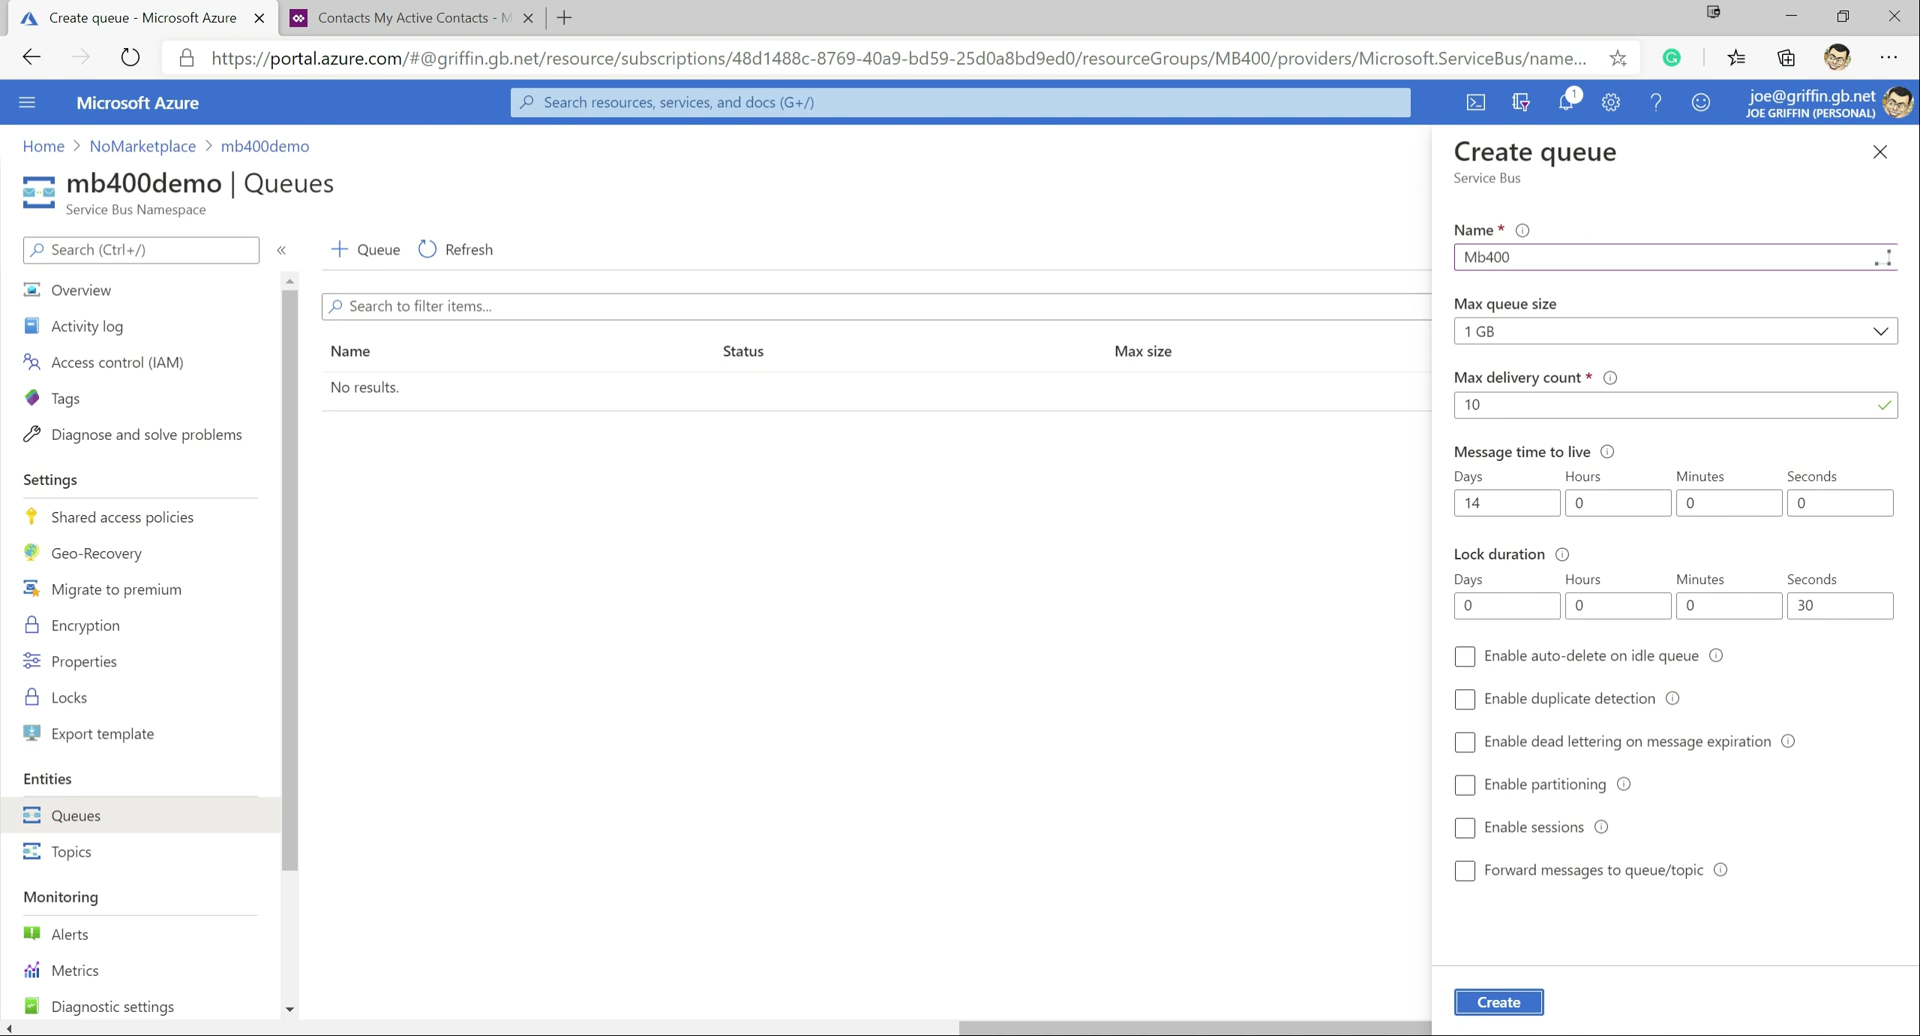 Create queue - Microsoft Azure
Contacts My Active Contacts - M
https://portal.azure.com/#@griffin.gb.net/resource/subscriptions/48d1488c-8769-40a9-bd59-25d0a8bd9ed0/resourceGroups/MB400/providers/Microsoft.ServiceBus/name...
Microsoft Azure
Search resources, services, and docs (G+/)
1
joe@griffin.gb.net
JOE GRIFFIN (PERSONAL)
Home > NoMarketplace > mb400demo
mb400demo | Queues
Service Bus Namespace
Search (Ctrl+/)
«
Overview
Activity log
Access control (IAM)
Tags
Diagnose and solve problems
Settings
Shared access policies
Geo-Recovery
Migrate to premium
Encryption
Properties
Locks
Export template
Entities
Queues
Topics
Monitoring
Alerts
Metrics
Diagnostic settings
+ Queue Refresh
Search to filter items...
Name Status Max size
No results.
Create queue
Service Bus
Name *
Mb400
Max queue size
1 GB
Max delivery count *
10
Message time to live
Days Hours Minutes Seconds
14 0 0 0
Lock duration
Days Hours Minutes Seconds
0 0 0 30
Enable auto-delete on idle queue
Enable duplicate detection
Enable dead lettering on message expiration
Enable partitioning
Enable sessions
Forward messages to queue/topic
Create